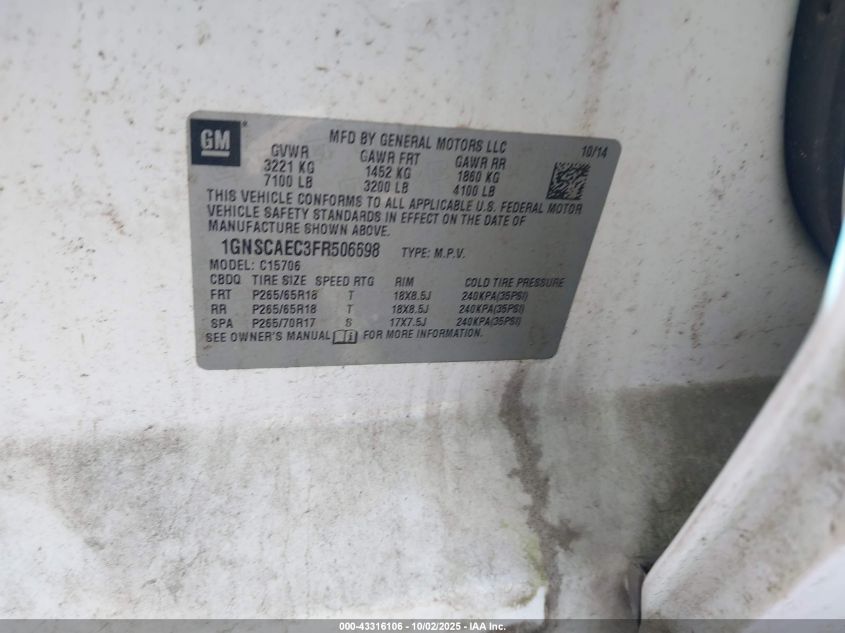 GM
MFD BY GENERAL MOTORS LLC
10/14
GVWR GAWR FRT GAWR RR
3221 KG 1452 KG 1860 KG
7100 LB 3200 LB 4100 LB
THIS VEHICLE CONFORMS TO ALL APPLICABLE U.S. FEDERAL MOTOR
VEHICLE SAFETY STANDARDS IN EFFECT ON THE DATE OF
MANUFACTURE SHOWN ABOVE.
1GNSCAEC3FR506698 TYPE: M.P.V.
MODEL: C15706
CBDQ TIRE SIZE SPEED RTG RIM COLD TIRE PRESSURE
FRT P265/65R18 T 18X8.5J 240KPA(35PSI)
RR P265/65R18 T 18X8.5J 240KPA(35PSI)
SPA P265/70R17 S 17X7.5J 240KPA(35PSI)
SEE OWNER'S MANUAL FOR MORE INFORMATION.
000-43316106 - 10/02/2025 - IAA Inc.